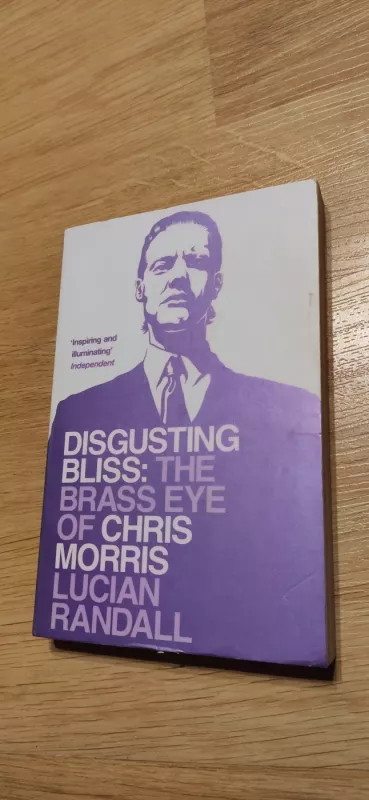 'Inspiring and
illuminating'
Independent
DISGUSTING
BLISS: THE
BRASS EYE
OF CHRIS
MORRIS
LUCIAN
RANDALL